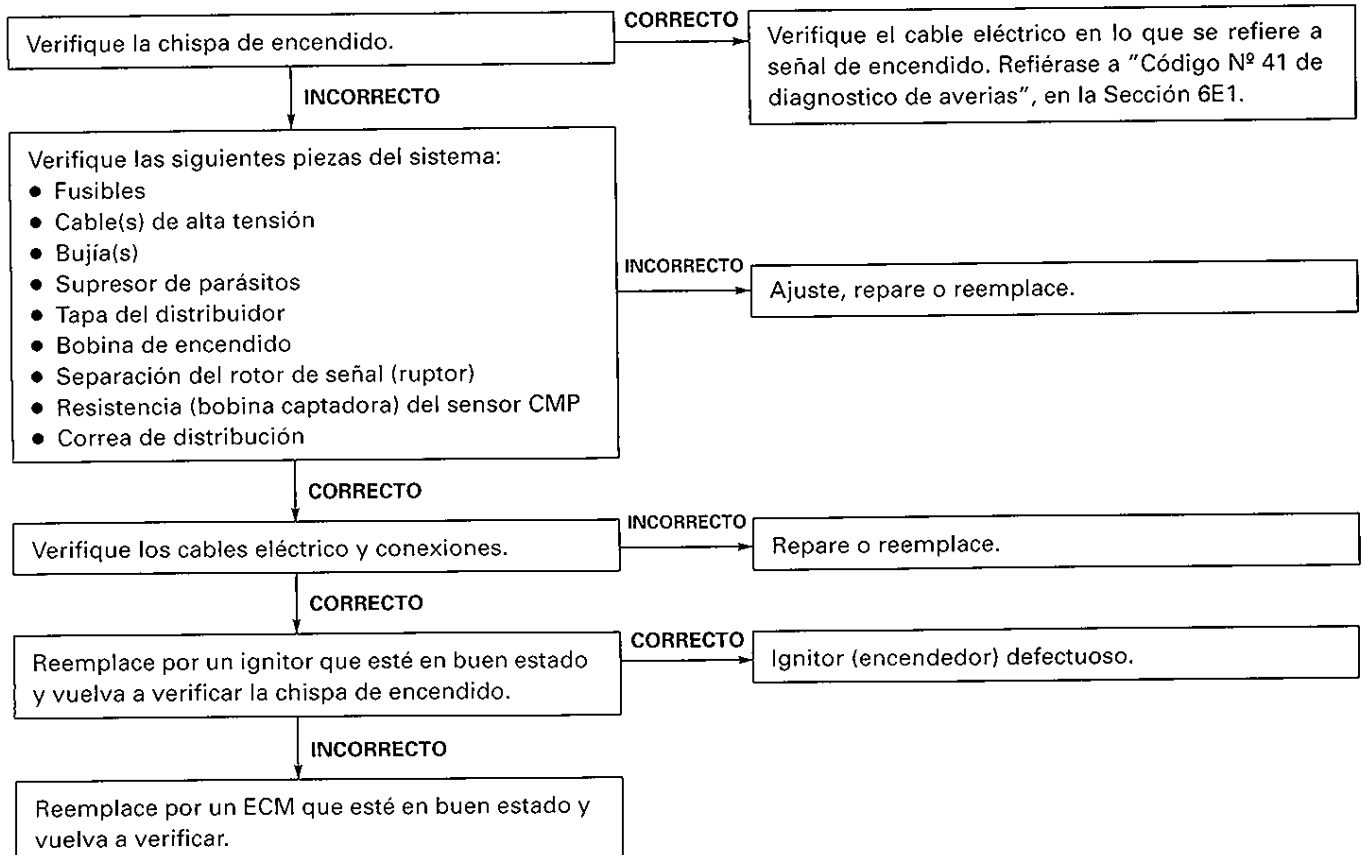 Verifique la chispa de encendido.
CORRECTO
Verifique el cable eléctrico en lo que se refiere a
señal de encendido. Refiérase a "Código Nº 41 de
diagnostico de averias", en la Sección 6E1.
INCORRECTO
Verifique las siguientes piezas del sistema:
● Fusibles
● Cable(s) de alta tensión
● Bujía(s)
● Supresor de parásitos
● Tapa del distribuidor
● Bobina de encendido
● Separación del rotor de señal (ruptor)
● Resistencia (bobina captadora) del sensor CMP
● Correa de distribución
INCORRECTO
Ajuste, repare o reemplace.
CORRECTO
Verifique los cables eléctrico y conexiones.
INCORRECTO
Repare o reemplace.
CORRECTO
Reemplace por un ignitor que esté en buen estado
y vuelva a verificar la chispa de encendido.
CORRECTO
Ignitor (encendedor) defectuoso.
INCORRECTO
Reemplace por un ECM que esté en buen estado y
vuelva a verificar.